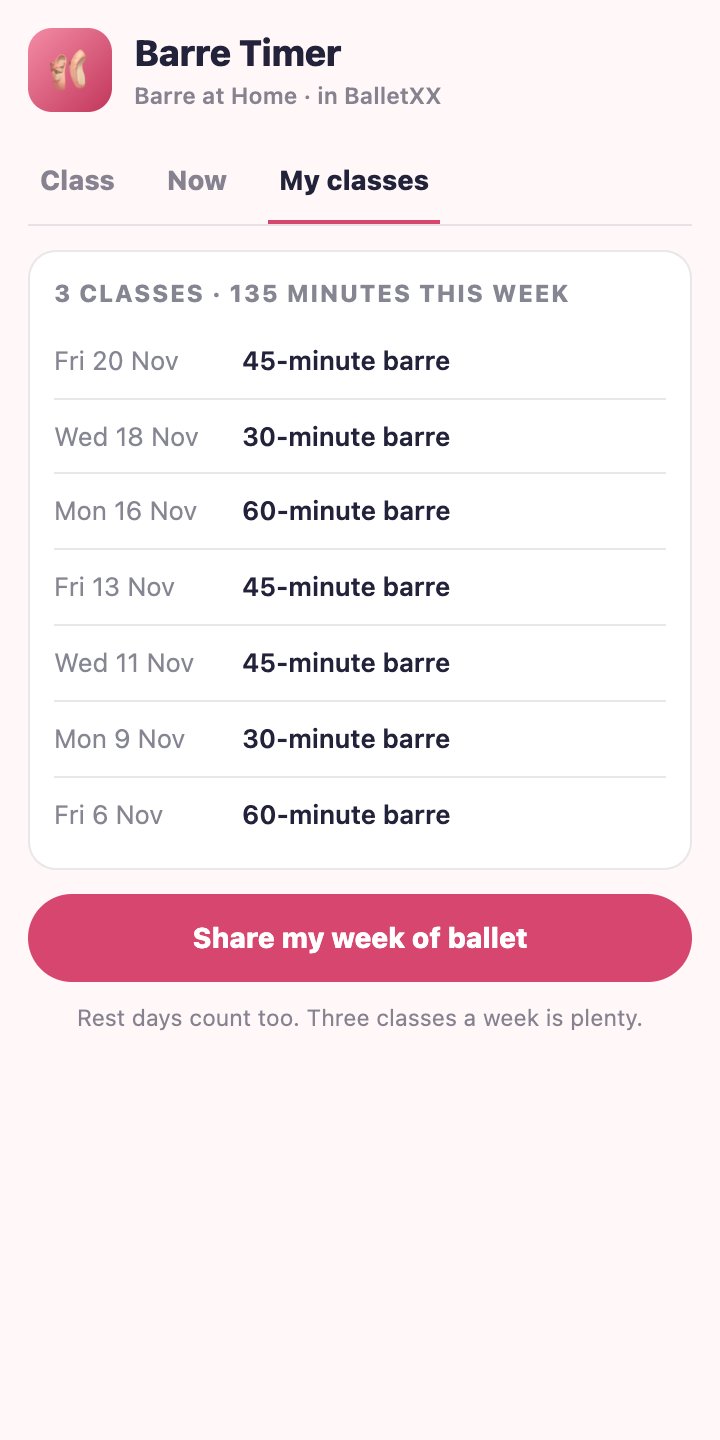 Barre Timer
Barre at Home · in BalletXX
Class Now My classes
3 CLASSES · 135 MINUTES THIS WEEK
Fri 20 Nov 45-minute barre
Wed 18 Nov 30-minute barre
Mon 16 Nov 60-minute barre
Fri 13 Nov 45-minute barre
Wed 11 Nov 45-minute barre
Mon 9 Nov 30-minute barre
Fri 6 Nov 60-minute barre
Share my week of ballet
Rest days count too. Three classes a week is plenty.